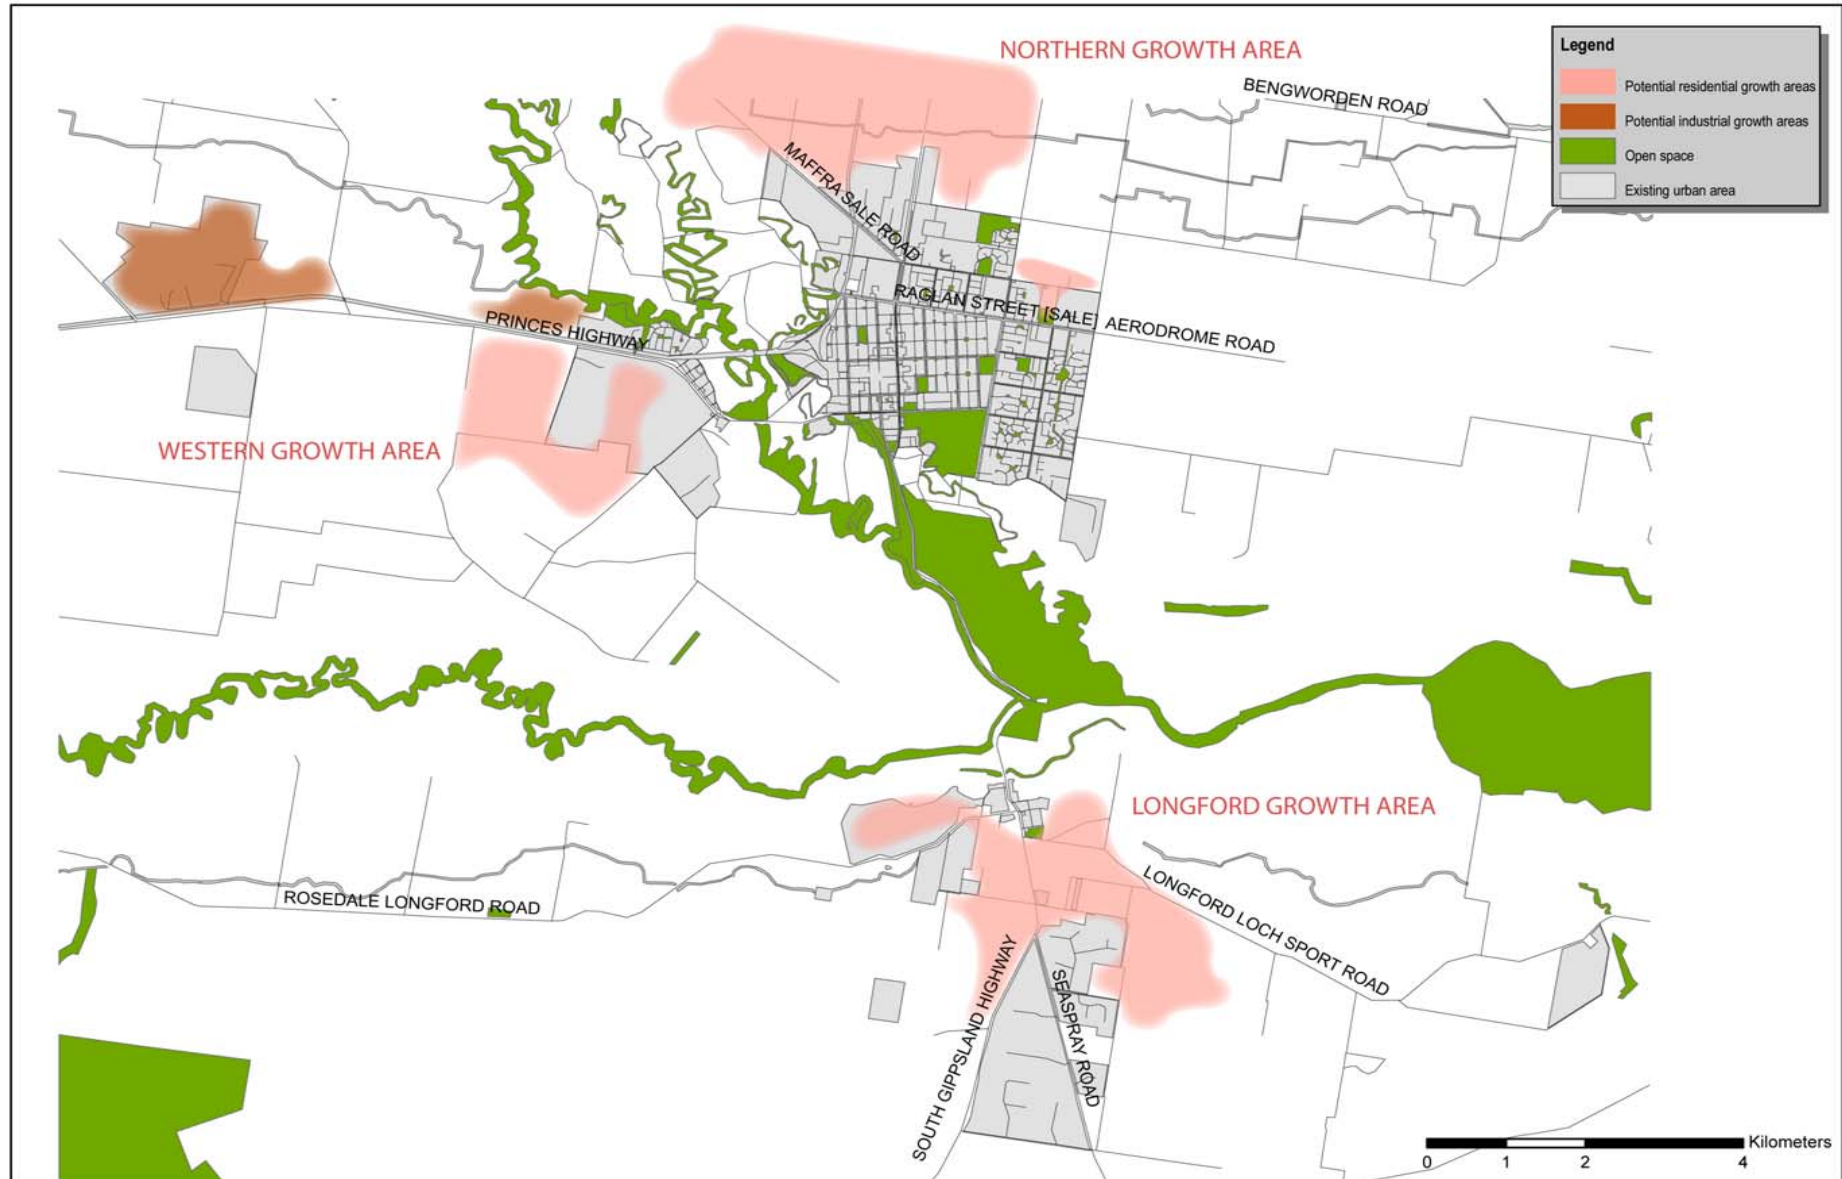 NORTHERN GROWTH AREA
Legend
Potential residential growth areas
Potential industrial growth areas
Open space
Existing urban area
BENGWORDEN ROAD
MAFFRA SALE ROAD
RAGLAN STREET [SALE] AERODROME ROAD
PRINCES HIGHWAY
WESTERN GROWTH AREA
LONGFORD GROWTH AREA
ROSEDALE LONGFORD ROAD
LONGFORD LOCH SPORT ROAD
SOUTH GIPPSLAND HIGHWAY
SEASPRAY ROAD
Kilometers
0 1 2 4